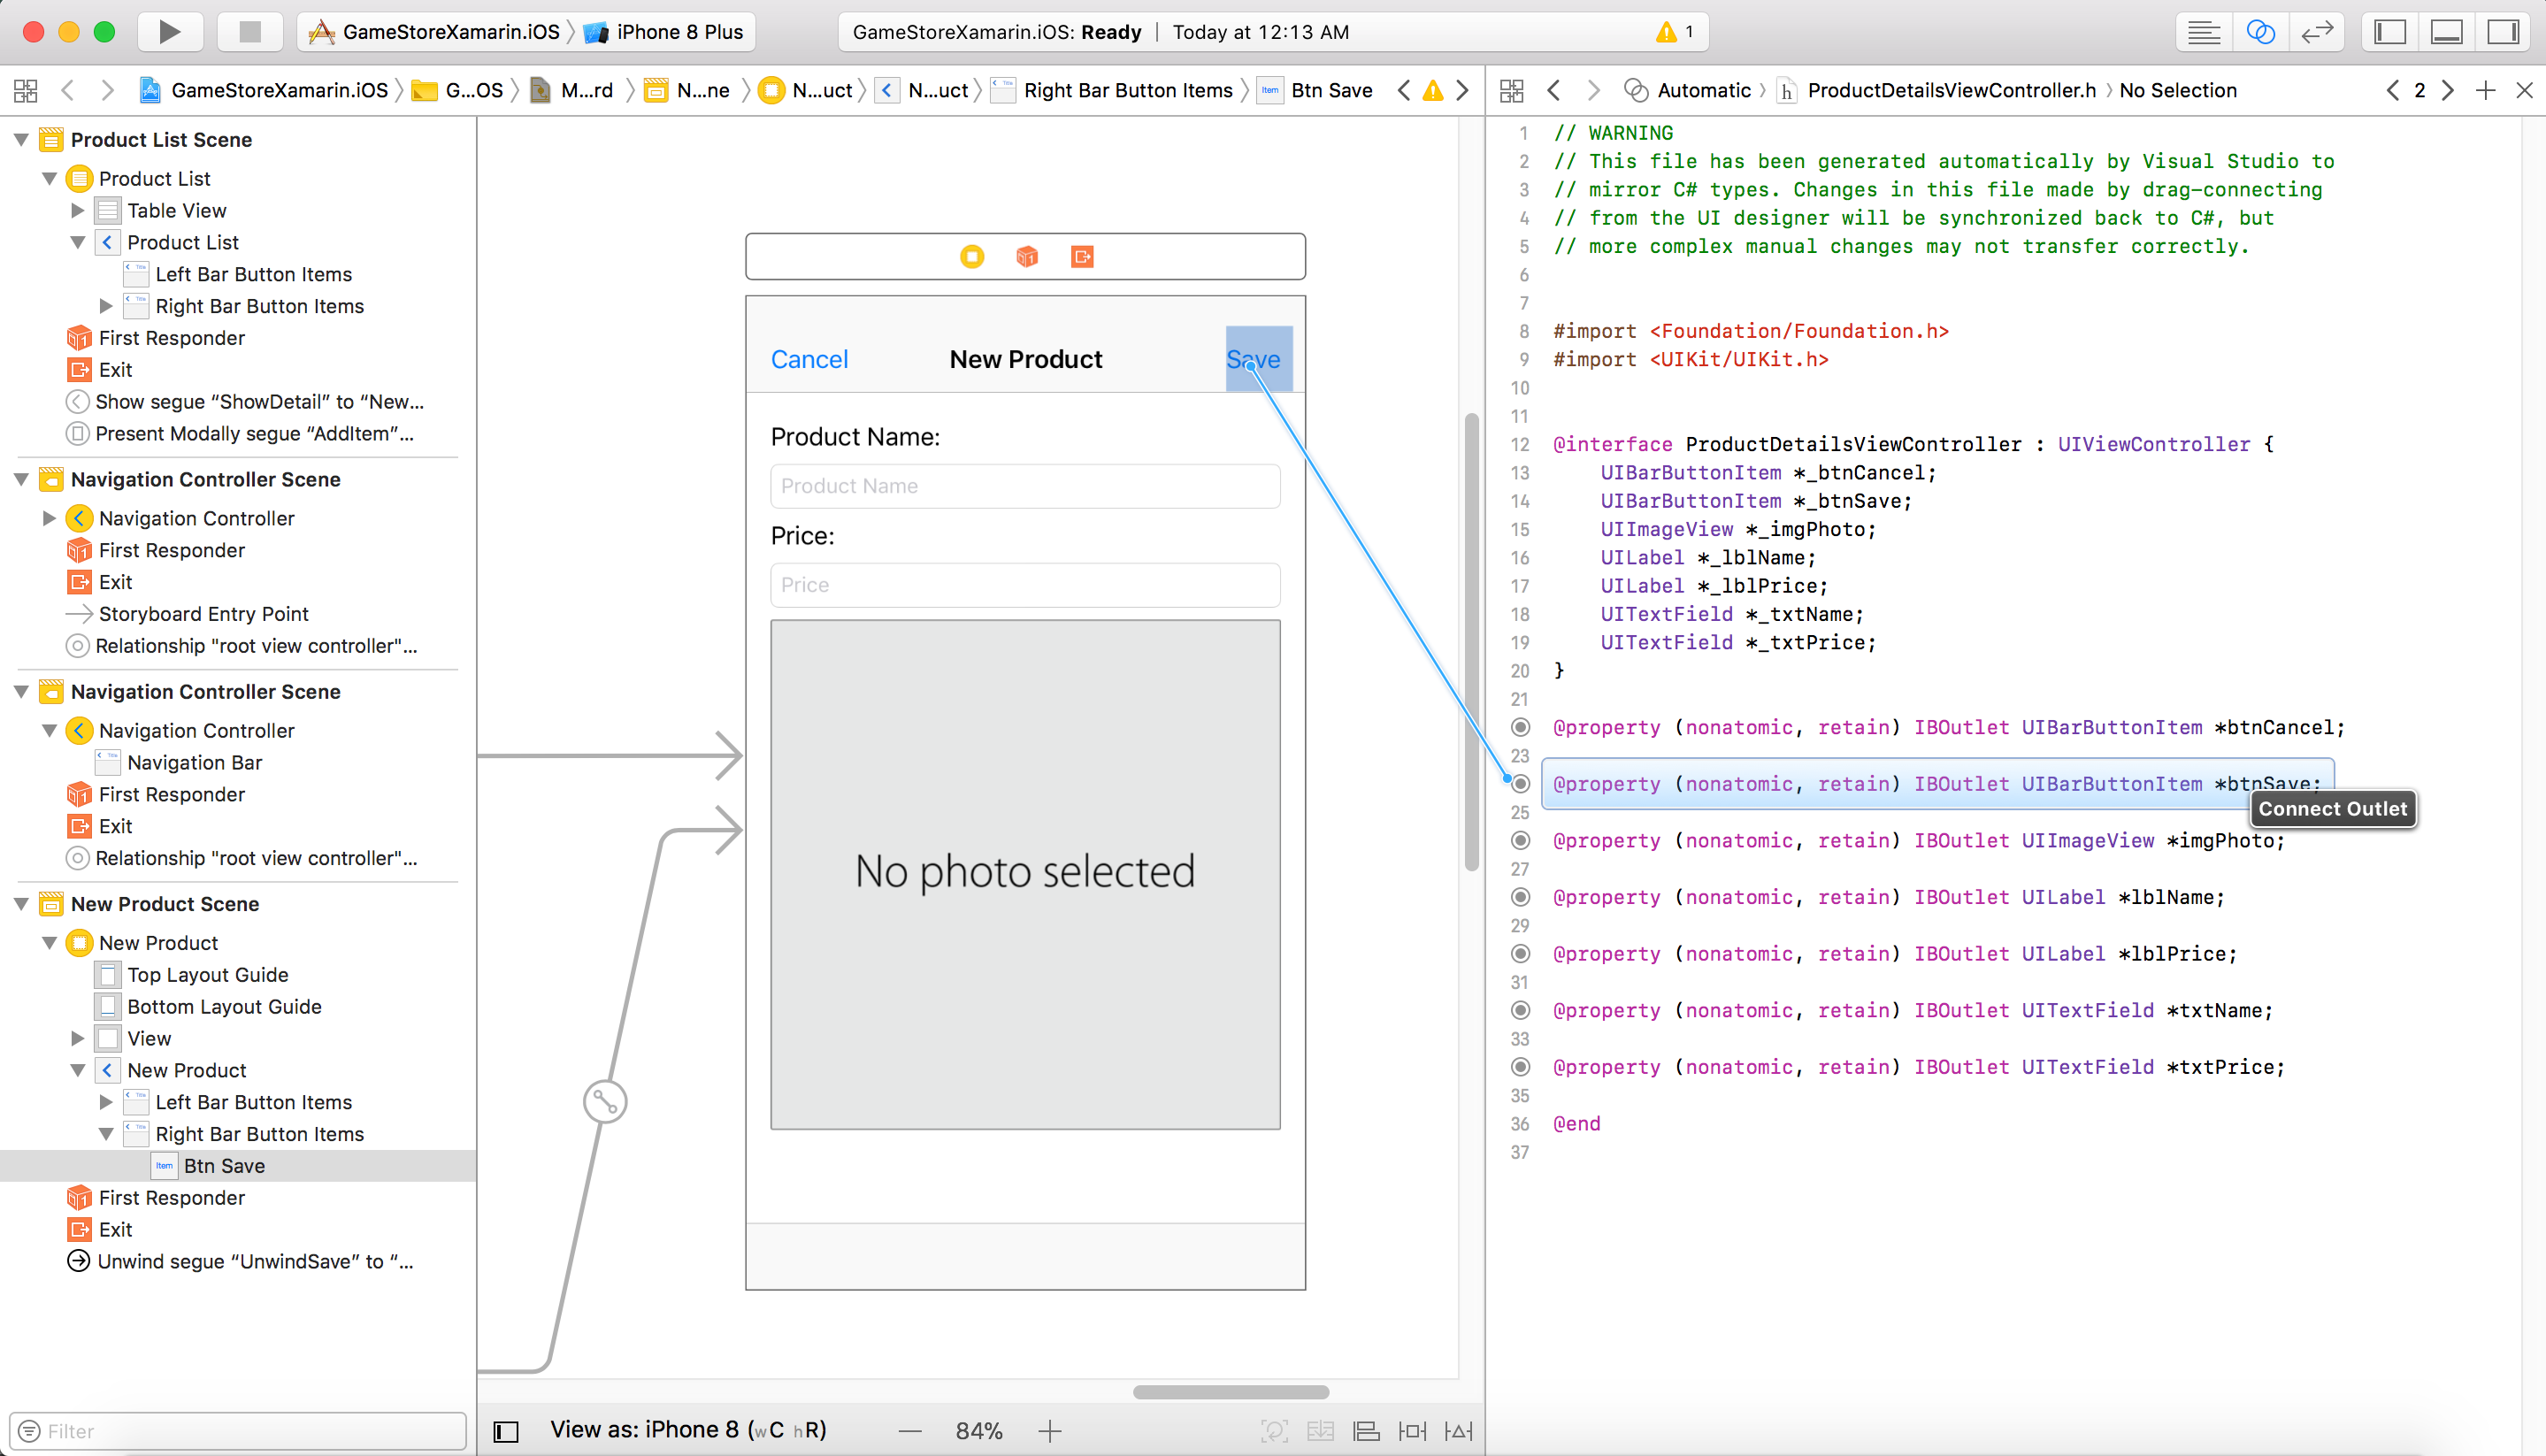 GameStoreXamarin.iOS 〉 iPhone 8 Plus
GameStoreXamarin.iOS: Ready | Today at 12:13 AM
1
GameStoreXamarin.iOS 〉 G...OS 〉 M...rd 〉 N...ne 〉 N...uct 〉 N...uct 〉 Right Bar Button Items 〉 Item Btn Save
Automatic 〉 h ProductDetailsViewController.h 〉 No Selection
2
Product List Scene
Product List
Table View
Product List
Left Bar Button Items
Right Bar Button Items
First Responder
Exit
Show segue “ShowDetail” to “New...
Present Modally segue “AddItem”...
Navigation Controller Scene
Navigation Controller
First Responder
Exit
Storyboard Entry Point
Relationship "root view controller"...
Navigation Controller Scene
Navigation Controller
Navigation Bar
First Responder
Exit
Relationship "root view controller"...
New Product Scene
New Product
Top Layout Guide
Bottom Layout Guide
View
New Product
Left Bar Button Items
Right Bar Button Items
Item Btn Save
First Responder
Exit
Unwind segue “UnwindSave” to “...
Filter
Cancel New Product Save
Product Name:
Product Name
Price:
Price
No photo selected
View as: iPhone 8 (wC hR)
— 84% +
1 // WARNING
2 // This file has been generated automatically by Visual Studio to
3 // mirror C# types. Changes in this file made by drag-connecting
4 // from the UI designer will be synchronized back to C#, but
5 // more complex manual changes may not transfer correctly.
6
7
8 #import <Foundation/Foundation.h>
9 #import <UIKit/UIKit.h>
10
11
12 @interface ProductDetailsViewController : UIViewController {
13 UIBarButtonItem *_btnCancel;
14 UIBarButtonItem *_btnSave;
15 UIImageView *_imgPhoto;
16 UILabel *_lblName;
17 UILabel *_lblPrice;
18 UITextField *_txtName;
19 UITextField *_txtPrice;
20 }
21
@property (nonatomic, retain) IBOutlet UIBarButtonItem *btnCancel;
23
@property (nonatomic, retain) IBOutlet UIBarButtonItem *btnSave;
Connect Outlet
25
@property (nonatomic, retain) IBOutlet UIImageView *imgPhoto;
27
@property (nonatomic, retain) IBOutlet UILabel *lblName;
29
@property (nonatomic, retain) IBOutlet UILabel *lblPrice;
31
@property (nonatomic, retain) IBOutlet UITextField *txtName;
33
@property (nonatomic, retain) IBOutlet UITextField *txtPrice;
35
36 @end
37